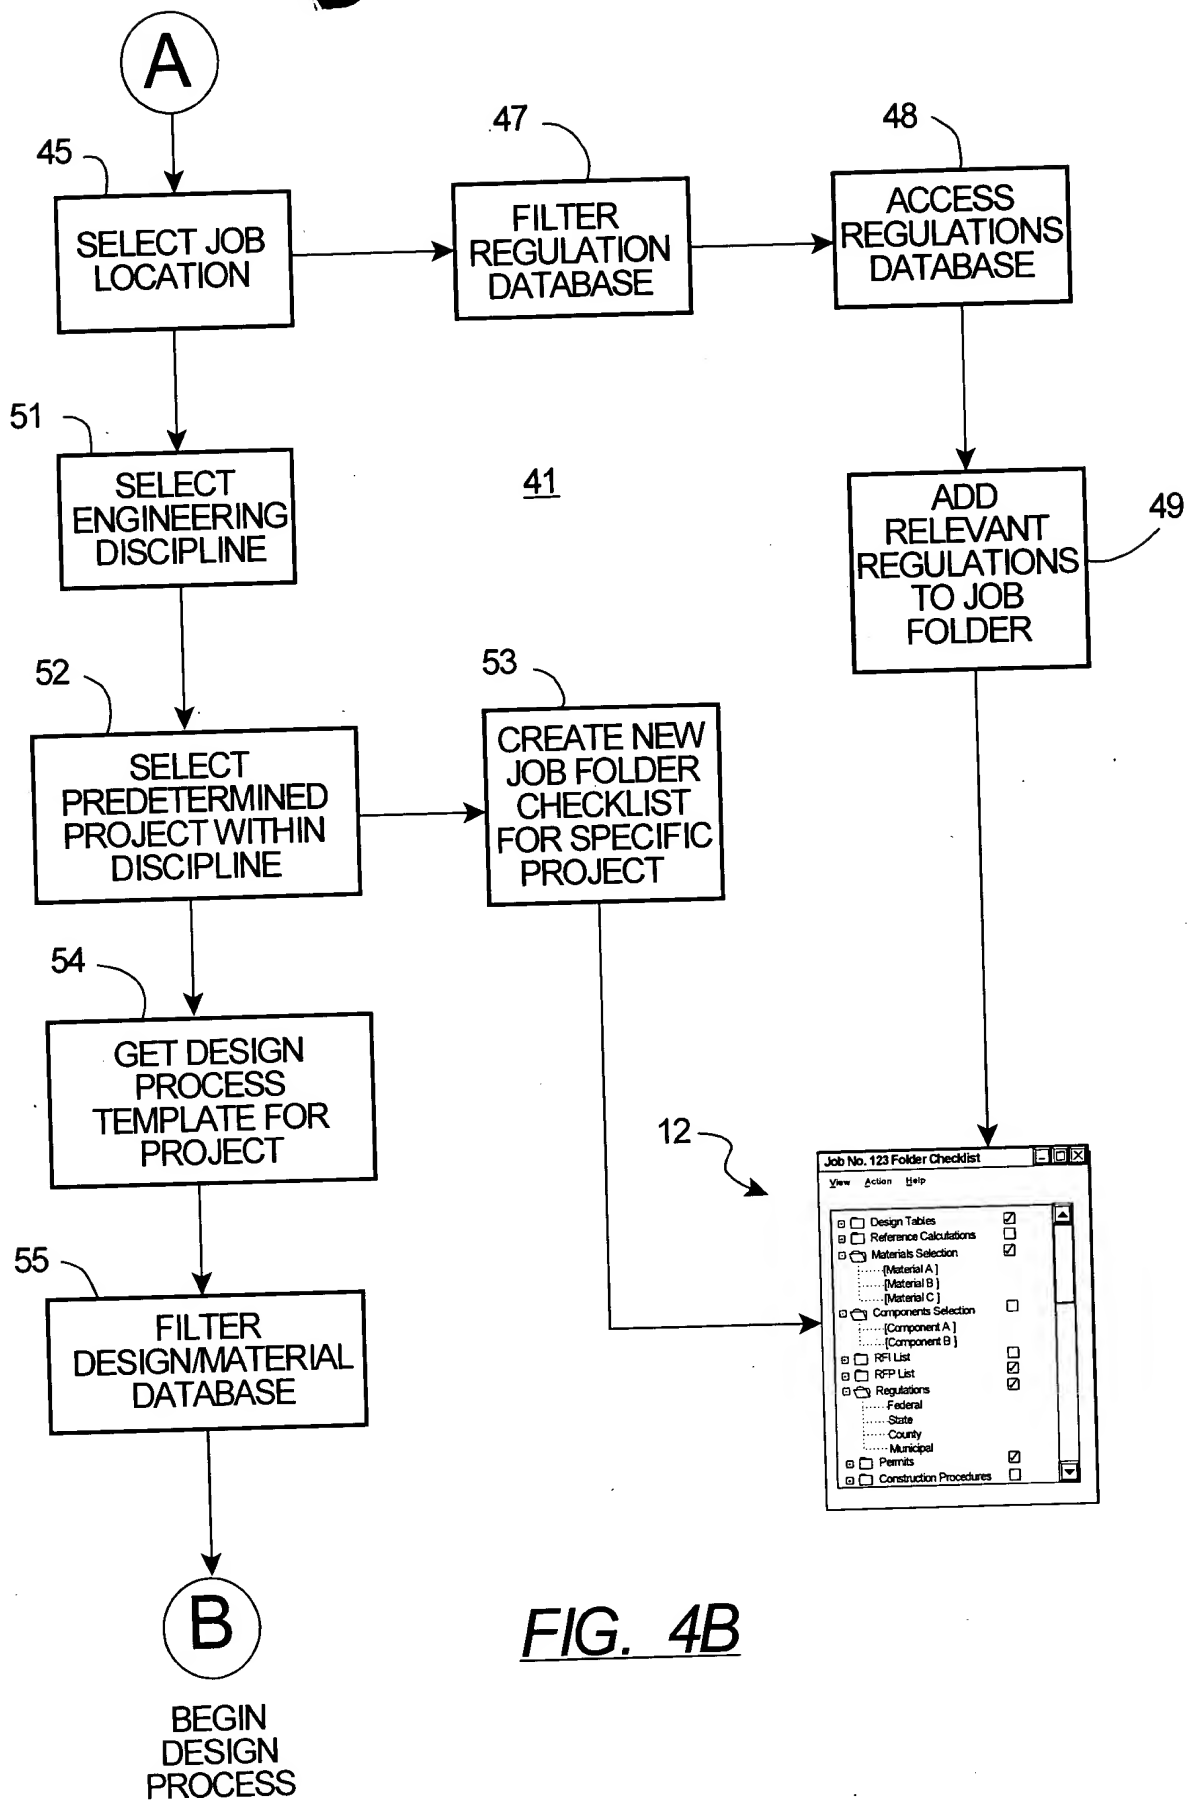 A
45
SELECT JOB
LOCATION
47
FILTER
REGULATION
DATABASE
48
ACCESS
REGULATIONS
DATABASE
51
SELECT
ENGINEERING
DISCIPLINE
41
ADD
RELEVANT
REGULATIONS
TO JOB
FOLDER
49
52
SELECT
PREDETERMINED
PROJECT WITHIN
DISCIPLINE
53
CREATE NEW
JOB FOLDER
CHECKLIST
FOR SPECIFIC
PROJECT
54
GET DESIGN
PROCESS
TEMPLATE FOR
PROJECT
12
Job No. 123 Folder Checklist
View Action Help
Design Tables
Reference Calculations
Materials Selection
[Material A ]
[Material B ]
[Material C ]
Components Selection
[Component A ]
[Component B ]
RFI List
RFP List
Regulations
Federal
State
County
Municipal
Permits
Construction Procedures
55
FILTER
DESIGN/MATERIAL
DATABASE
B
BEGIN
DESIGN
PROCESS
FIG. 4B